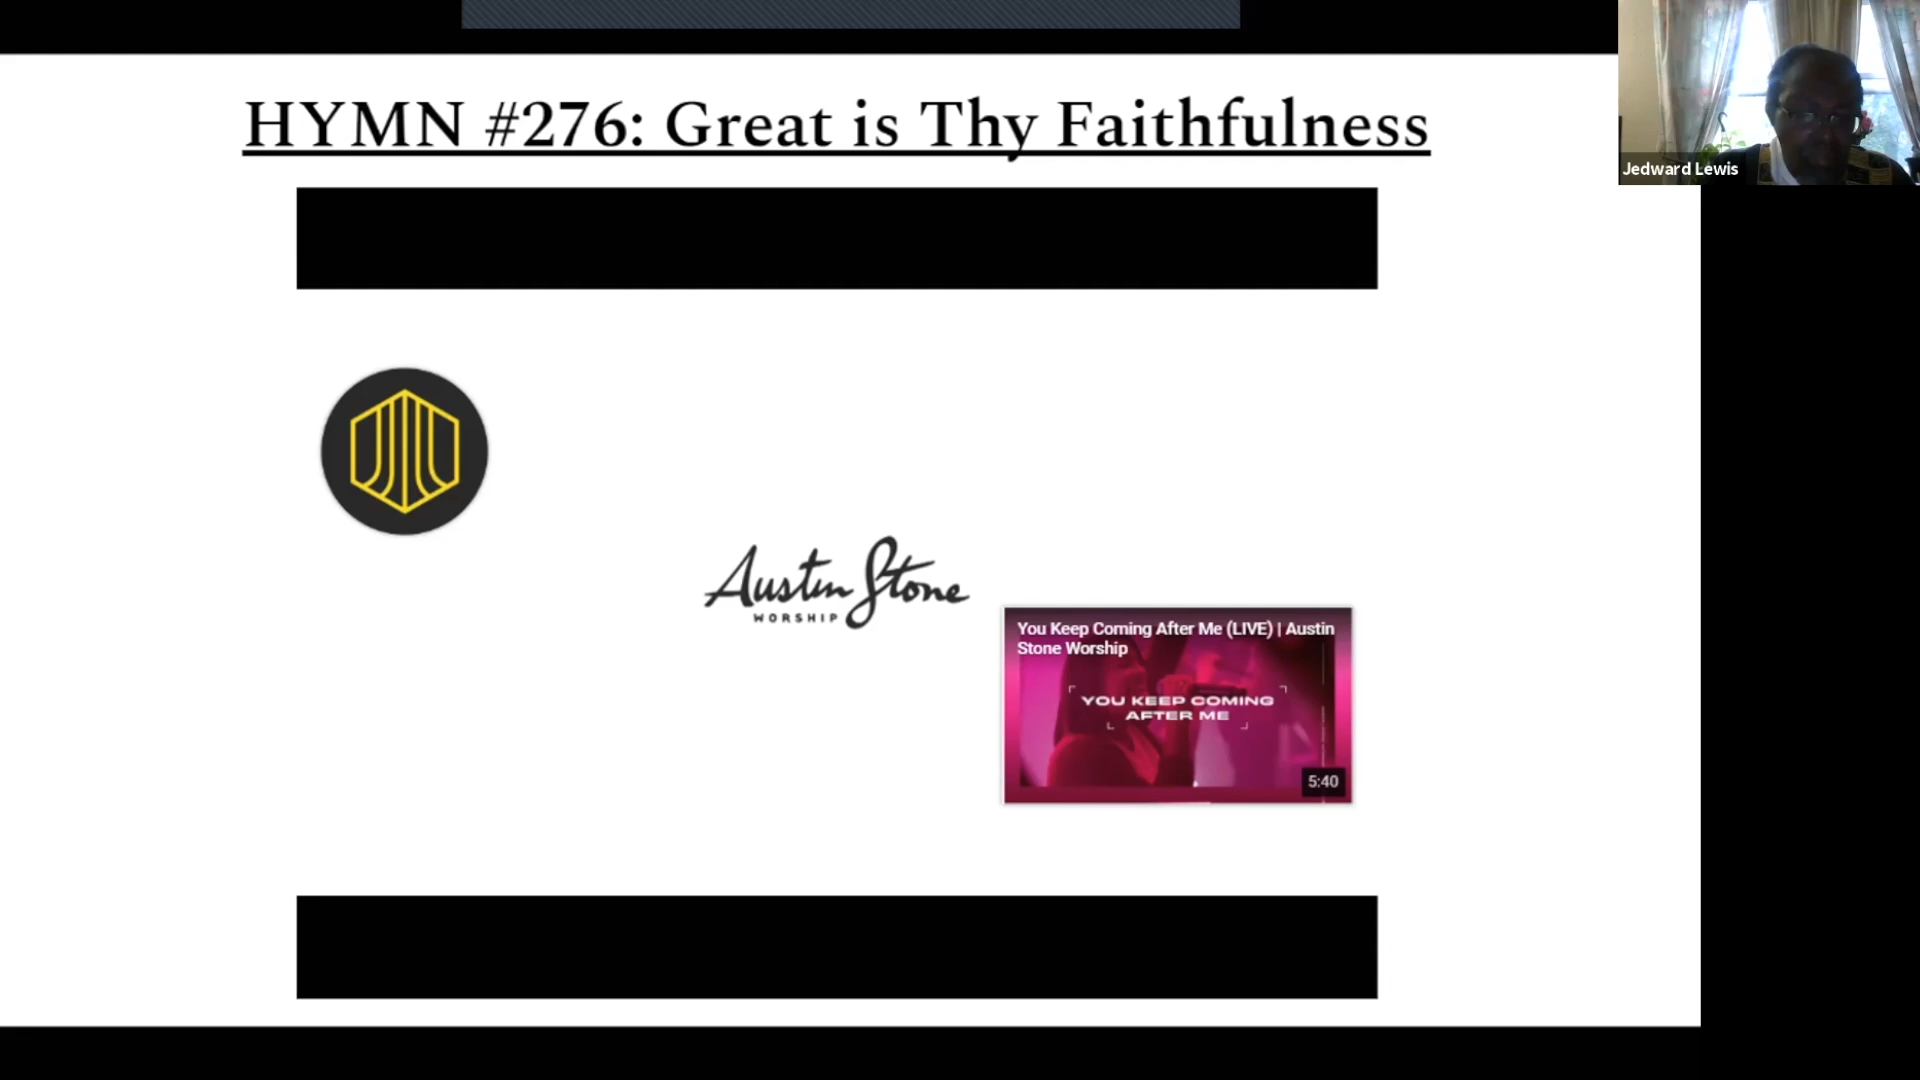 HYMN #276: Great is Thy Faithfulness
Jedward Lewis
Austin Stone
WORSHIP
You Keep Coming After Me (LIVE) | Austin
Stone Worship
YOU KEEP COMING
AFTER ME
5:40